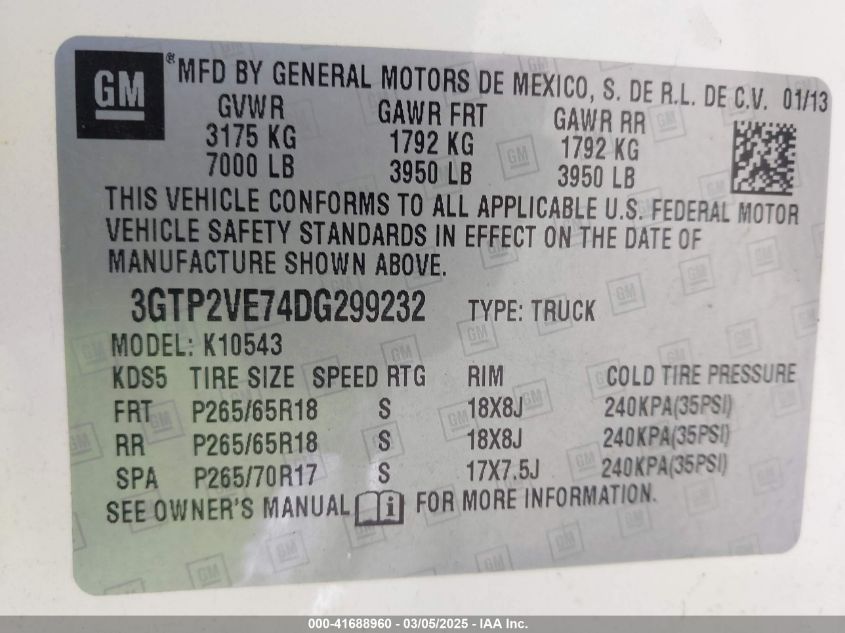 GM ® MFD BY GENERAL MOTORS DE MEXICO, S. DE R.L. DE C.V. 01/13
GVWR GAWR FRT GAWR RR
3175 KG 1792 KG 1792 KG
7000 LB 3950 LB 3950 LB
THIS VEHICLE CONFORMS TO ALL APPLICABLE U.S. FEDERAL MOTOR
VEHICLE SAFETY STANDARDS IN EFFECT ON THE DATE OF
MANUFACTURE SHOWN ABOVE.
3GTP2VE74DG299232 TYPE: TRUCK
MODEL: K10543
KDS5 TIRE SIZE SPEED RTG RIM COLD TIRE PRESSURE
FRT P265/65R18 S 18X8J 240KPA(35PSI)
RR P265/65R18 S 18X8J 240KPA(35PSI)
SPA P265/70R17 S 17X7.5J 240KPA(35PSI)
SEE OWNER'S MANUAL i FOR MORE INFORMATION.
000-41688960 - 03/05/2025 - IAA Inc.